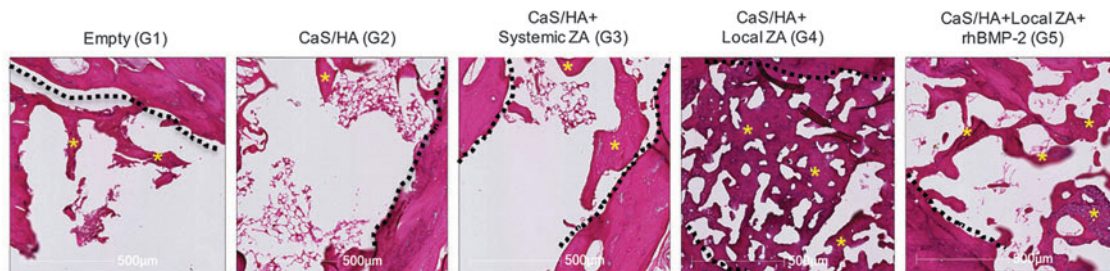 Empty (G1)
CaS/HA (G2)
CaS/HA+
Systemic ZA (G3)
CaS/HA+
Local ZA (G4)
CaS/HA+Local ZA+
rhBMP-2 (G5)
*
*
*
*
*
*
*
*
*
*
*
*
500µm
500µm
500µm
500µm
500µm